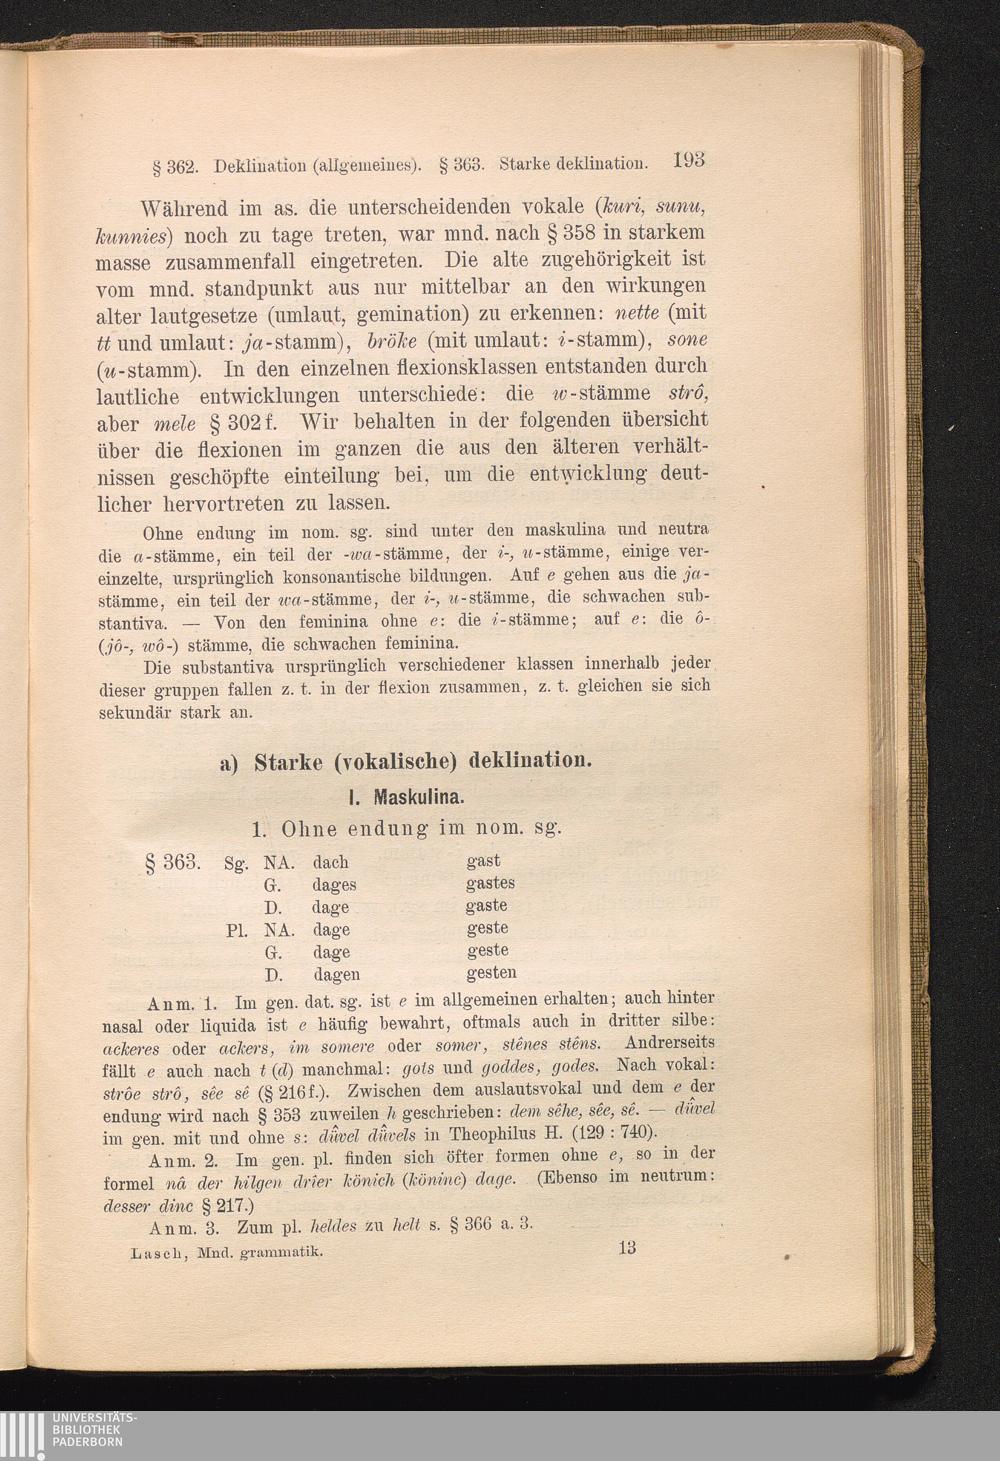 § 362. Deklination (allgemeines). § 363. Starke deklination. 193
Während im as. die unterscheidenden vokale (kuri, sunu,
kunnies) noch zu tage treten, war mnd. nach § 358 in starkem
masse zusammenfall eingetreten. Die alte zugehörigkeit ist
vom mnd. standpunkt aus nur mittelbar an den wirkungen
alter lautgesetze (umlaut, gemination) zu erkennen: nette (mit
tt und umlaut: ja-stamm), bröke (mit umlaut: i-stamm), sone
(u-stamm). In den einzelnen flexionsklassen entstanden durch
lautliche entwicklungen unterschiede: die w-stämme strô,
aber mele § 302 f. Wir behalten in der folgenden übersicht
über die flexionen im ganzen die aus den älteren verhält-
nissen geschöpfte einteilung bei, um die entwicklung deut-
licher hervortreten zu lassen.
Ohne endung im nom. sg. sind unter den maskulina und neutra
die a-stämme, ein teil der -wa-stämme, der i-, u-stämme, einige ver-
einzelte, ursprünglich konsonantische bildungen. Auf e gehen aus die ja-
stämme, ein teil der wa-stämme, der i-, u-stämme, die schwachen sub-
stantiva. — Von den feminina ohne e: die i-stämme; auf e: die ô-
(jô-, wô-) stämme, die schwachen feminina.
Die substantiva ursprünglich verschiedener klassen innerhalb jeder
dieser gruppen fallen z. t. in der flexion zusammen, z. t. gleichen sie sich
sekundär stark an.
a) Starke (vokalische) deklination.
I. Maskulina.
1. Ohne endung im nom. sg.
§ 363. Sg. NA. dach gast
G. dages gastes
D. dage gaste
Pl. NA. dage geste
G. dage geste
D. dagen gesten
Anm. 1. Im gen. dat. sg. ist e im allgemeinen erhalten; auch hinter
nasal oder liquida ist e häufig bewahrt, oftmals auch in dritter silbe:
ackeres oder ackers, im somere oder somer, stênes stêns. Andrerseits
fällt e auch nach t (d) manchmal: gots und goddes, godes. Nach vokal:
strôe strô, sêe sê (§ 216 f.). Zwischen dem auslautsvokal und dem e der
endung wird nach § 353 zuweilen h geschrieben: dem sêhe, sêe, sê. — dü̂vel
im gen. mit und ohne s: dü̂vel dü̂vels in Theophilus H. (129 : 740).
Anm. 2. Im gen. pl. finden sich öfter formen ohne e, so in der
formel nâ der hilgen drîer könich (köninc) dage. (Ebenso im neutrum:
desser dinc § 217.)
Anm. 3. Zum pl. heldes zu helt s. § 366 a. 3.
Lasch, Mnd. grammatik. 13
UNIVERSITÄTS-
BIBLIOTHEK
PADERBORN